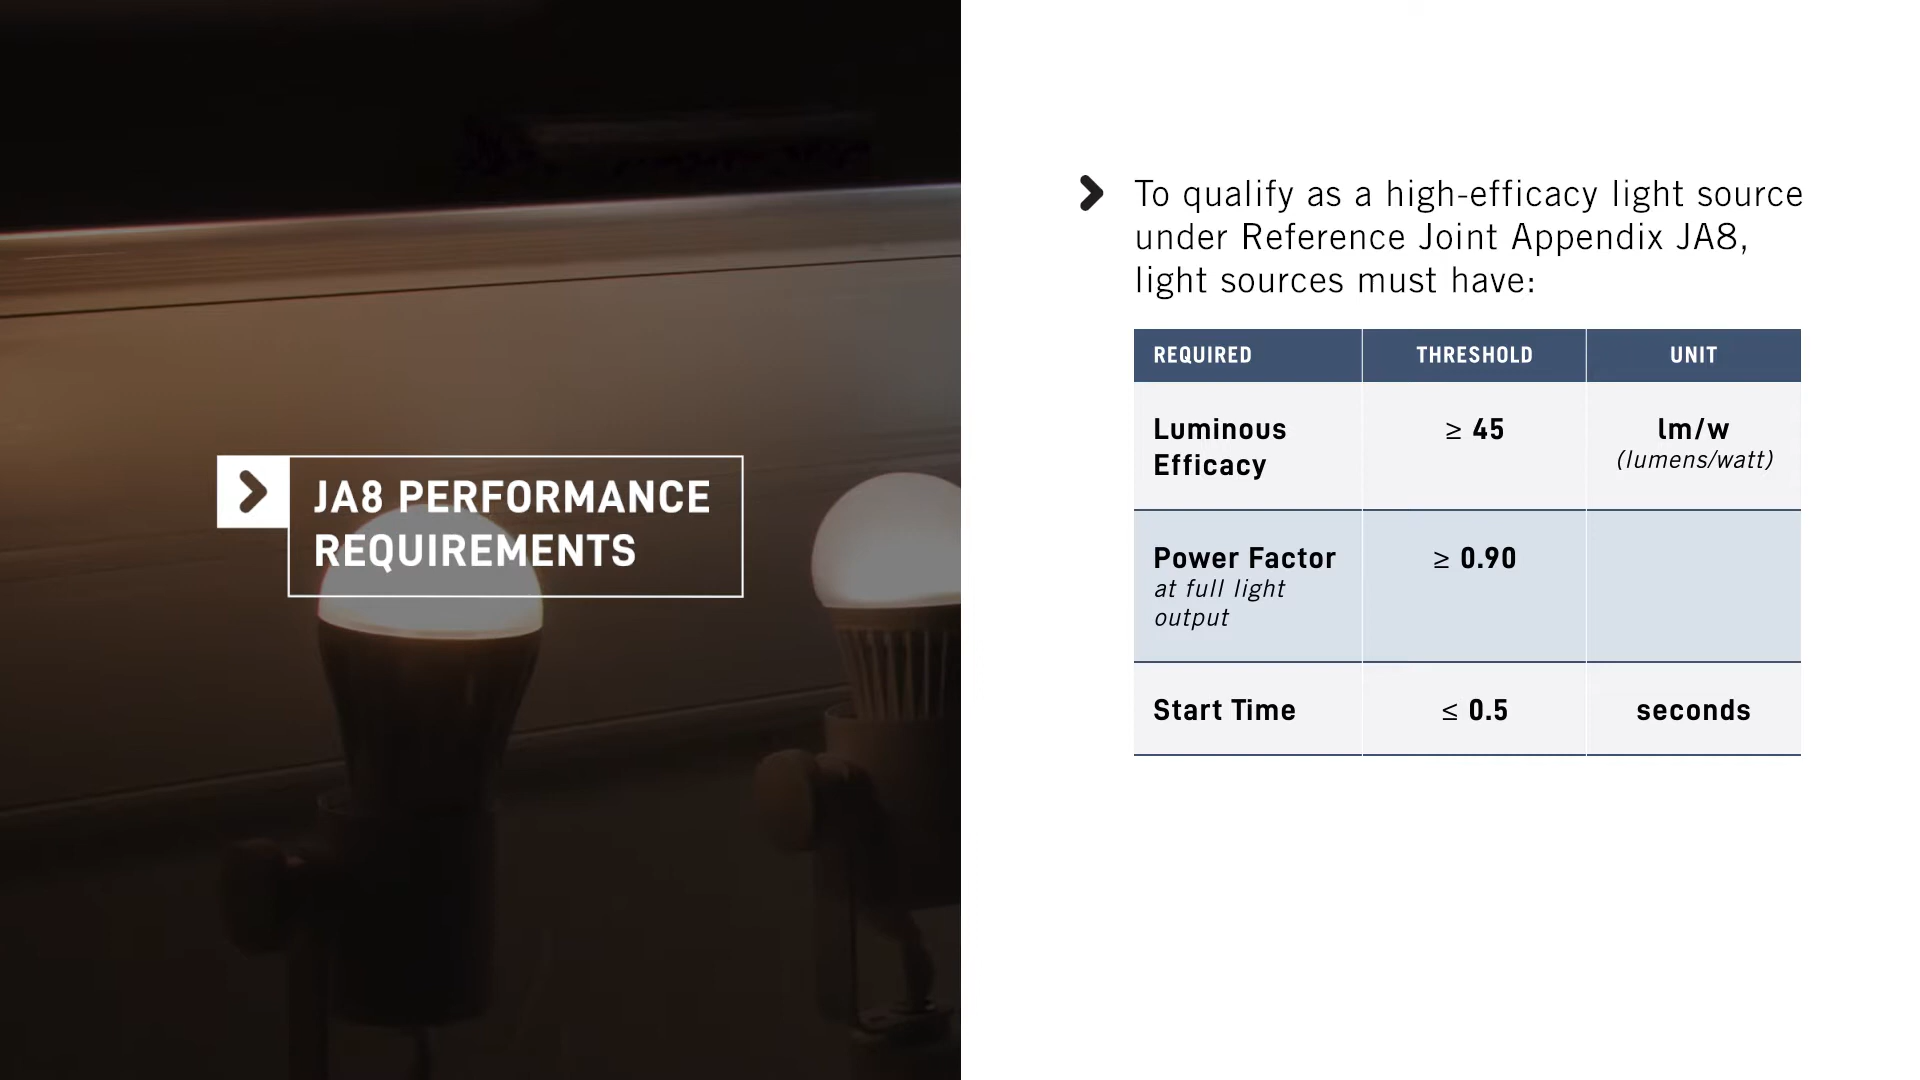 JA8 PERFORMANCE
REQUIREMENTS
To qualify as a high-efficacy light source
under Reference Joint Appendix JA8,
light sources must have:
REQUIRED THRESHOLD UNIT
Luminous ≥ 45 lm/w
Efficacy (lumens/watt)
Power Factor ≥ 0.90
at full light
output
Start Time ≤ 0.5 seconds